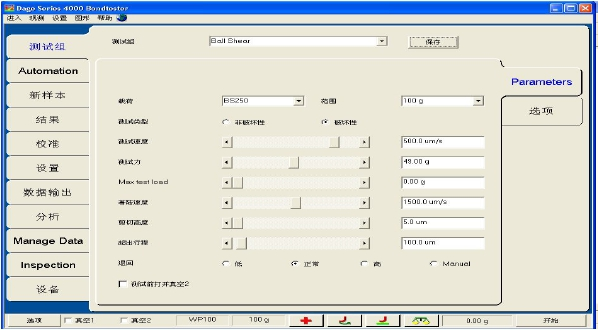 Dage Series 4000 Bondtester
进入 观测 设置 图形 帮助
测试组
Automation
新样本
结果
校准
设置
数据输出
分析
Manage Data
Inspection
设备
测试组 Ball Shear 保存
Parameters
选项
载荷 BS250 范围 100 g
测试类型 非破坏性 破坏性
测试速度 500.0 um/s
测试力 49.00 g
Max test load 0.00 g
着陆速度 1500.0 um/s
剪切高度 5.0 um
超出行程 100.0 um
退回 低 正常 高 Manual
测试前打开真空2
选项 真空1 真空2 WP100 100 g 0.00 g 开始